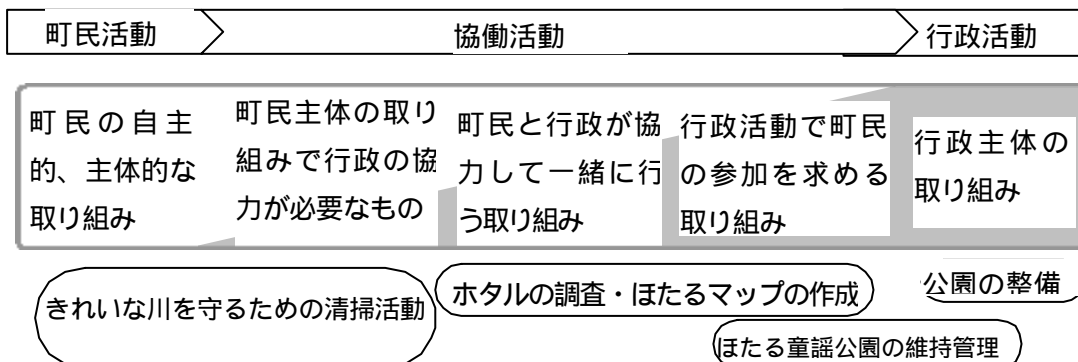 町民活動
協働活動
行政活動
町民の自主
的、主体的な
取り組み
町民主体の取り
組みで行政の協
力が必要なもの
町民と行政が協
力して一緒に行
う取り組み
行政活動で町民
の参加を求める
取り組み
行政主体の
取り組み
きれいな川を守るための清掃活動
ホタルの調査・ほたるマップの作成
公園の整備
ほたる童謡公園の維持管理